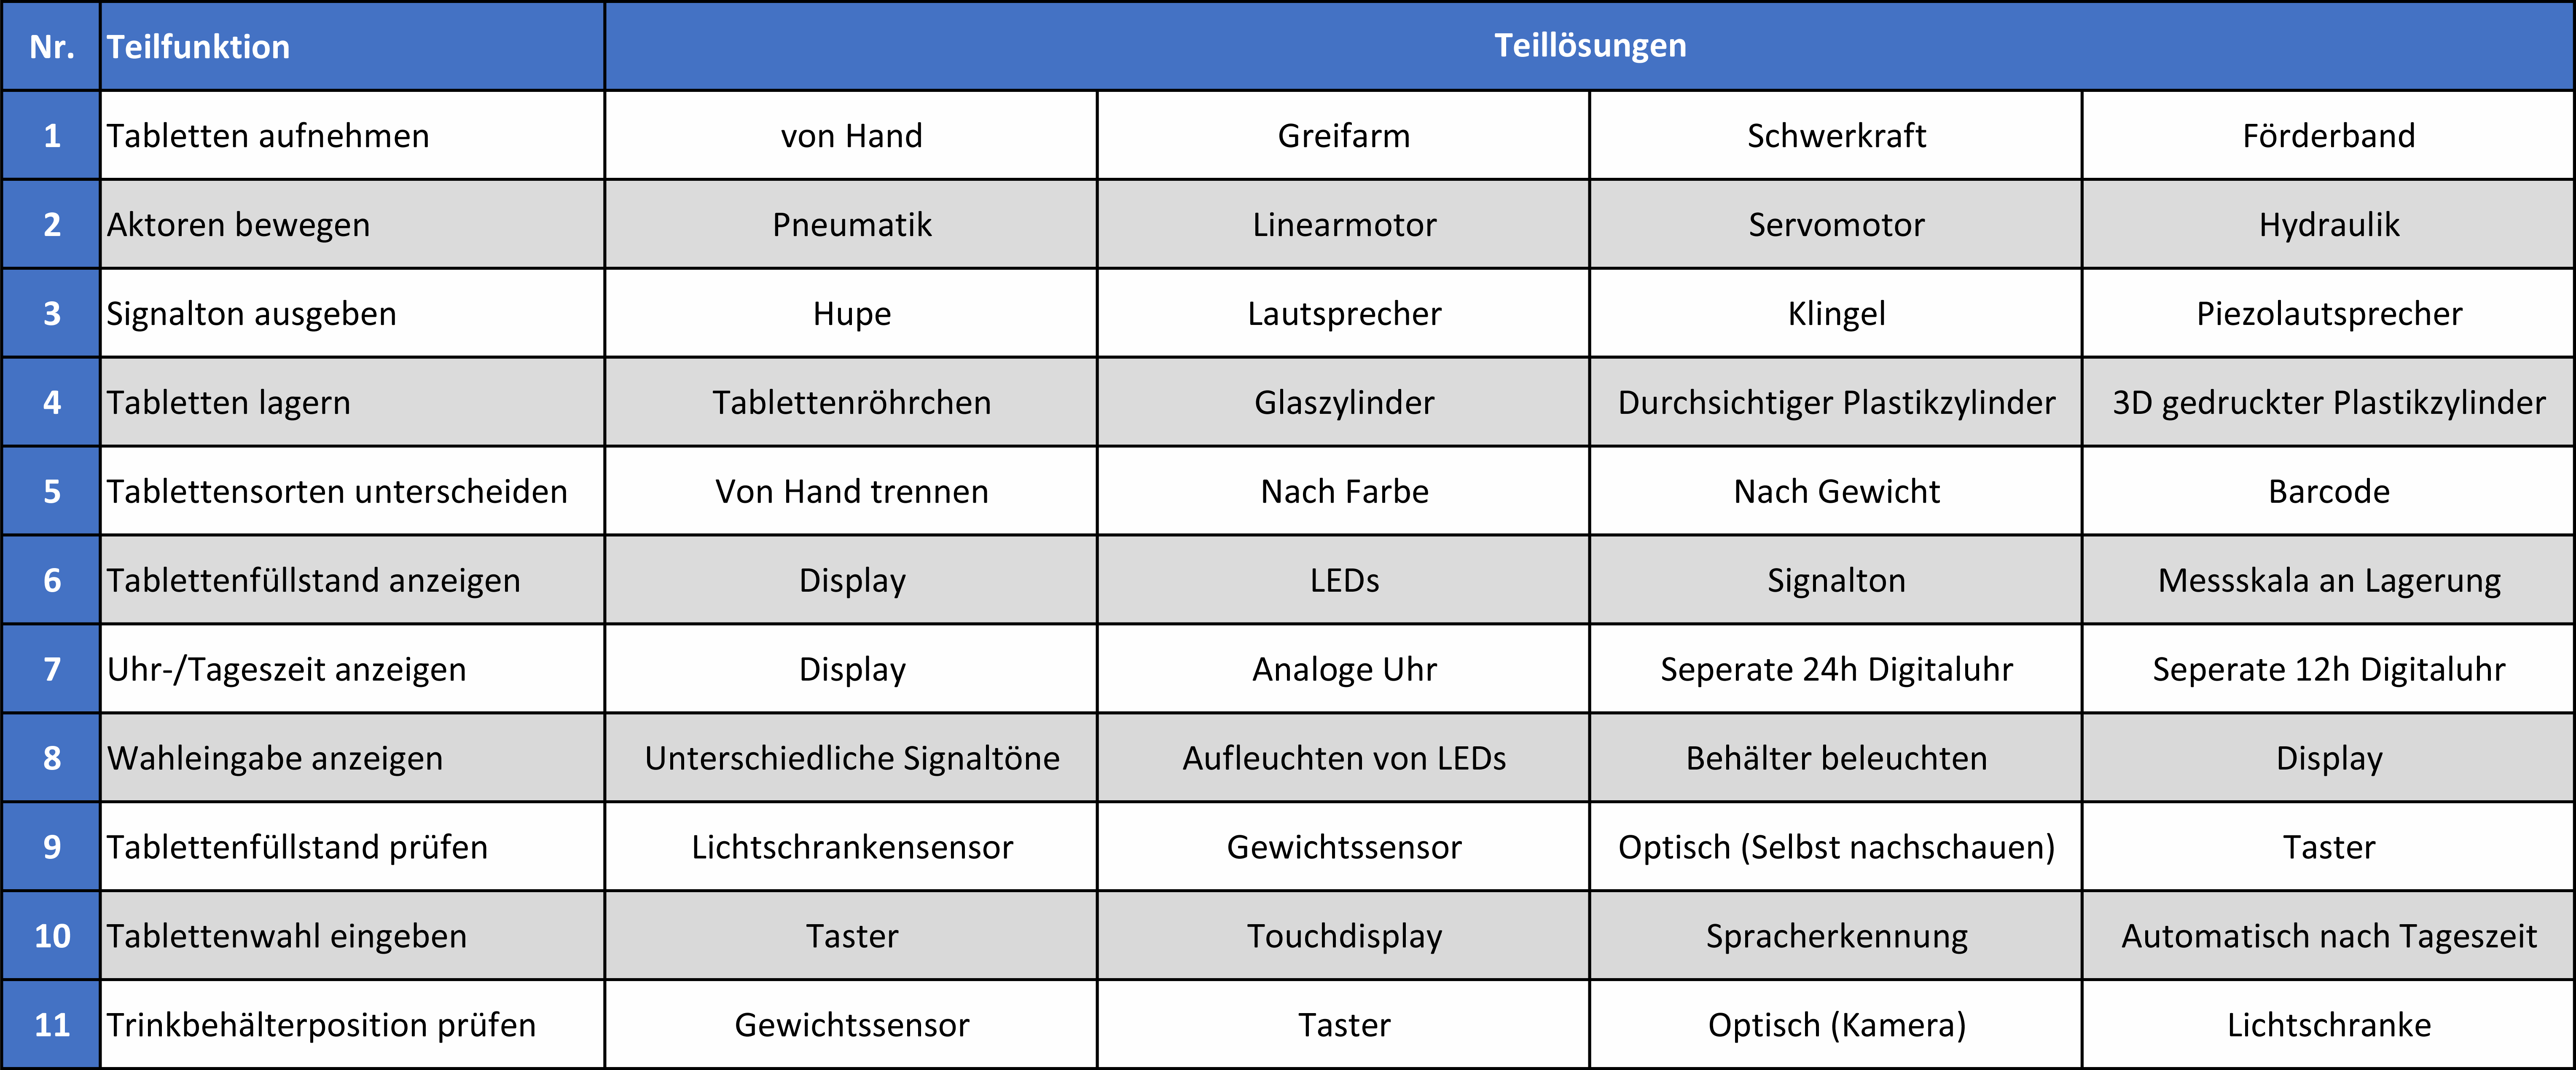 Nr. Teilfunktion Teillösungen
1 Tabletten aufnehmen von Hand Greifarm Schwerkraft Förderband
2 Aktoren bewegen Pneumatik Linearmotor Servomotor Hydraulik
3 Signalton ausgeben Hupe Lautsprecher Klingel Piezolautsprecher
4 Tabletten lagern Tablettenröhrchen Glaszylinder Durchsichtiger Plastikzylinder 3D gedruckter Plastikzylinder
5 Tablettensorten unterscheiden Von Hand trennen Nach Farbe Nach Gewicht Barcode
6 Tablettenfüllstand anzeigen Display LEDs Signalton Messskala an Lagerung
7 Uhr-/Tageszeit anzeigen Display Analoge Uhr Seperate 24h Digitaluhr Seperate 12h Digitaluhr
8 Wahleingabe anzeigen Unterschiedliche Signaltöne Aufleuchten von LEDs Behälter beleuchten Display
9 Tablettenfüllstand prüfen Lichtschrankensensor Gewichtssensor Optisch (Selbst nachschauen) Taster
10 Tablettenwahl eingeben Taster Touchdisplay Spracherkennung Automatisch nach Tageszeit
11 Trinkbehälterposition prüfen Gewichtssensor Taster Optisch (Kamera) Lichtschranke